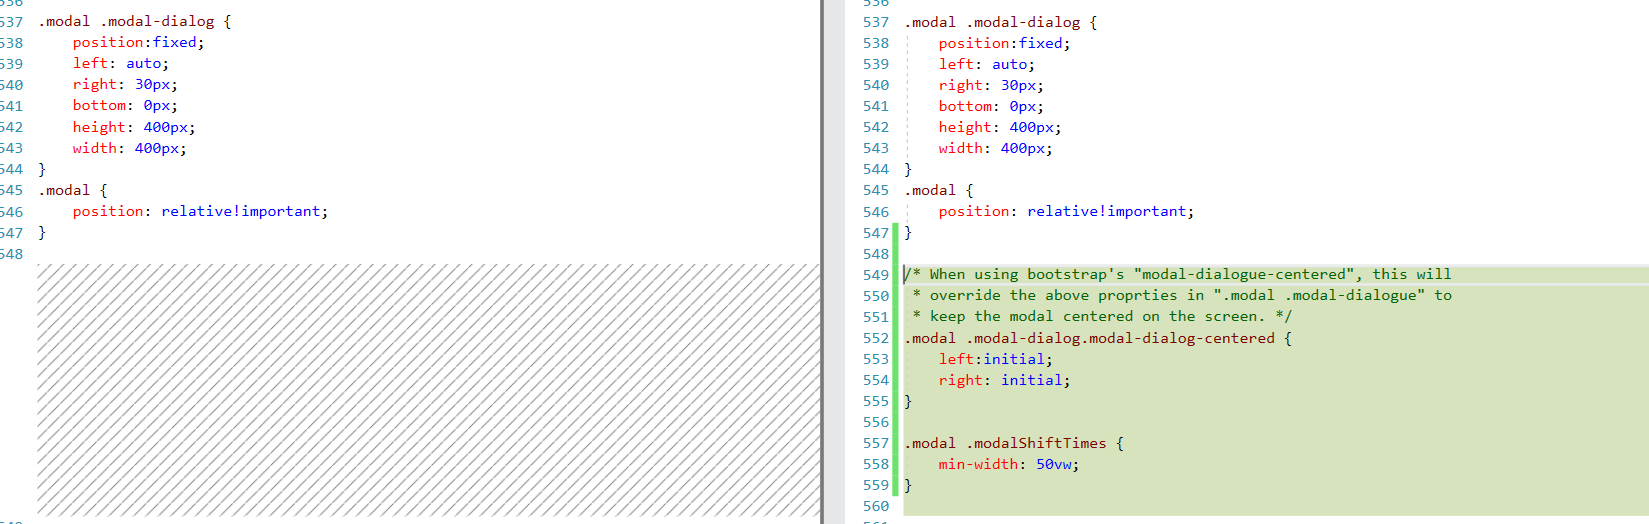 536
537 .modal .modal-dialog {
538     position:fixed;
539     left: auto;
540     right: 30px;
541     bottom: 0px;
542     height: 400px;
543     width: 400px;
544 }
545 .modal {
546     position: relative!important;
547 }
548
536
537 .modal .modal-dialog {
538     position:fixed;
539     left: auto;
540     right: 30px;
541     bottom: 0px;
542     height: 400px;
543     width: 400px;
544 }
545 .modal {
546     position: relative!important;
547 }
548
549 /* When using bootstrap's "modal-dialogue-centered", this will
550  * override the above proprties in ".modal .modal-dialogue" to
551  * keep the modal centered on the screen. */
552 .modal .modal-dialog.modal-dialog-centered {
553     left:initial;
554     right: initial;
555 }
556
557 .modal .modalShiftTimes {
558     min-width: 50vw;
559 }
560